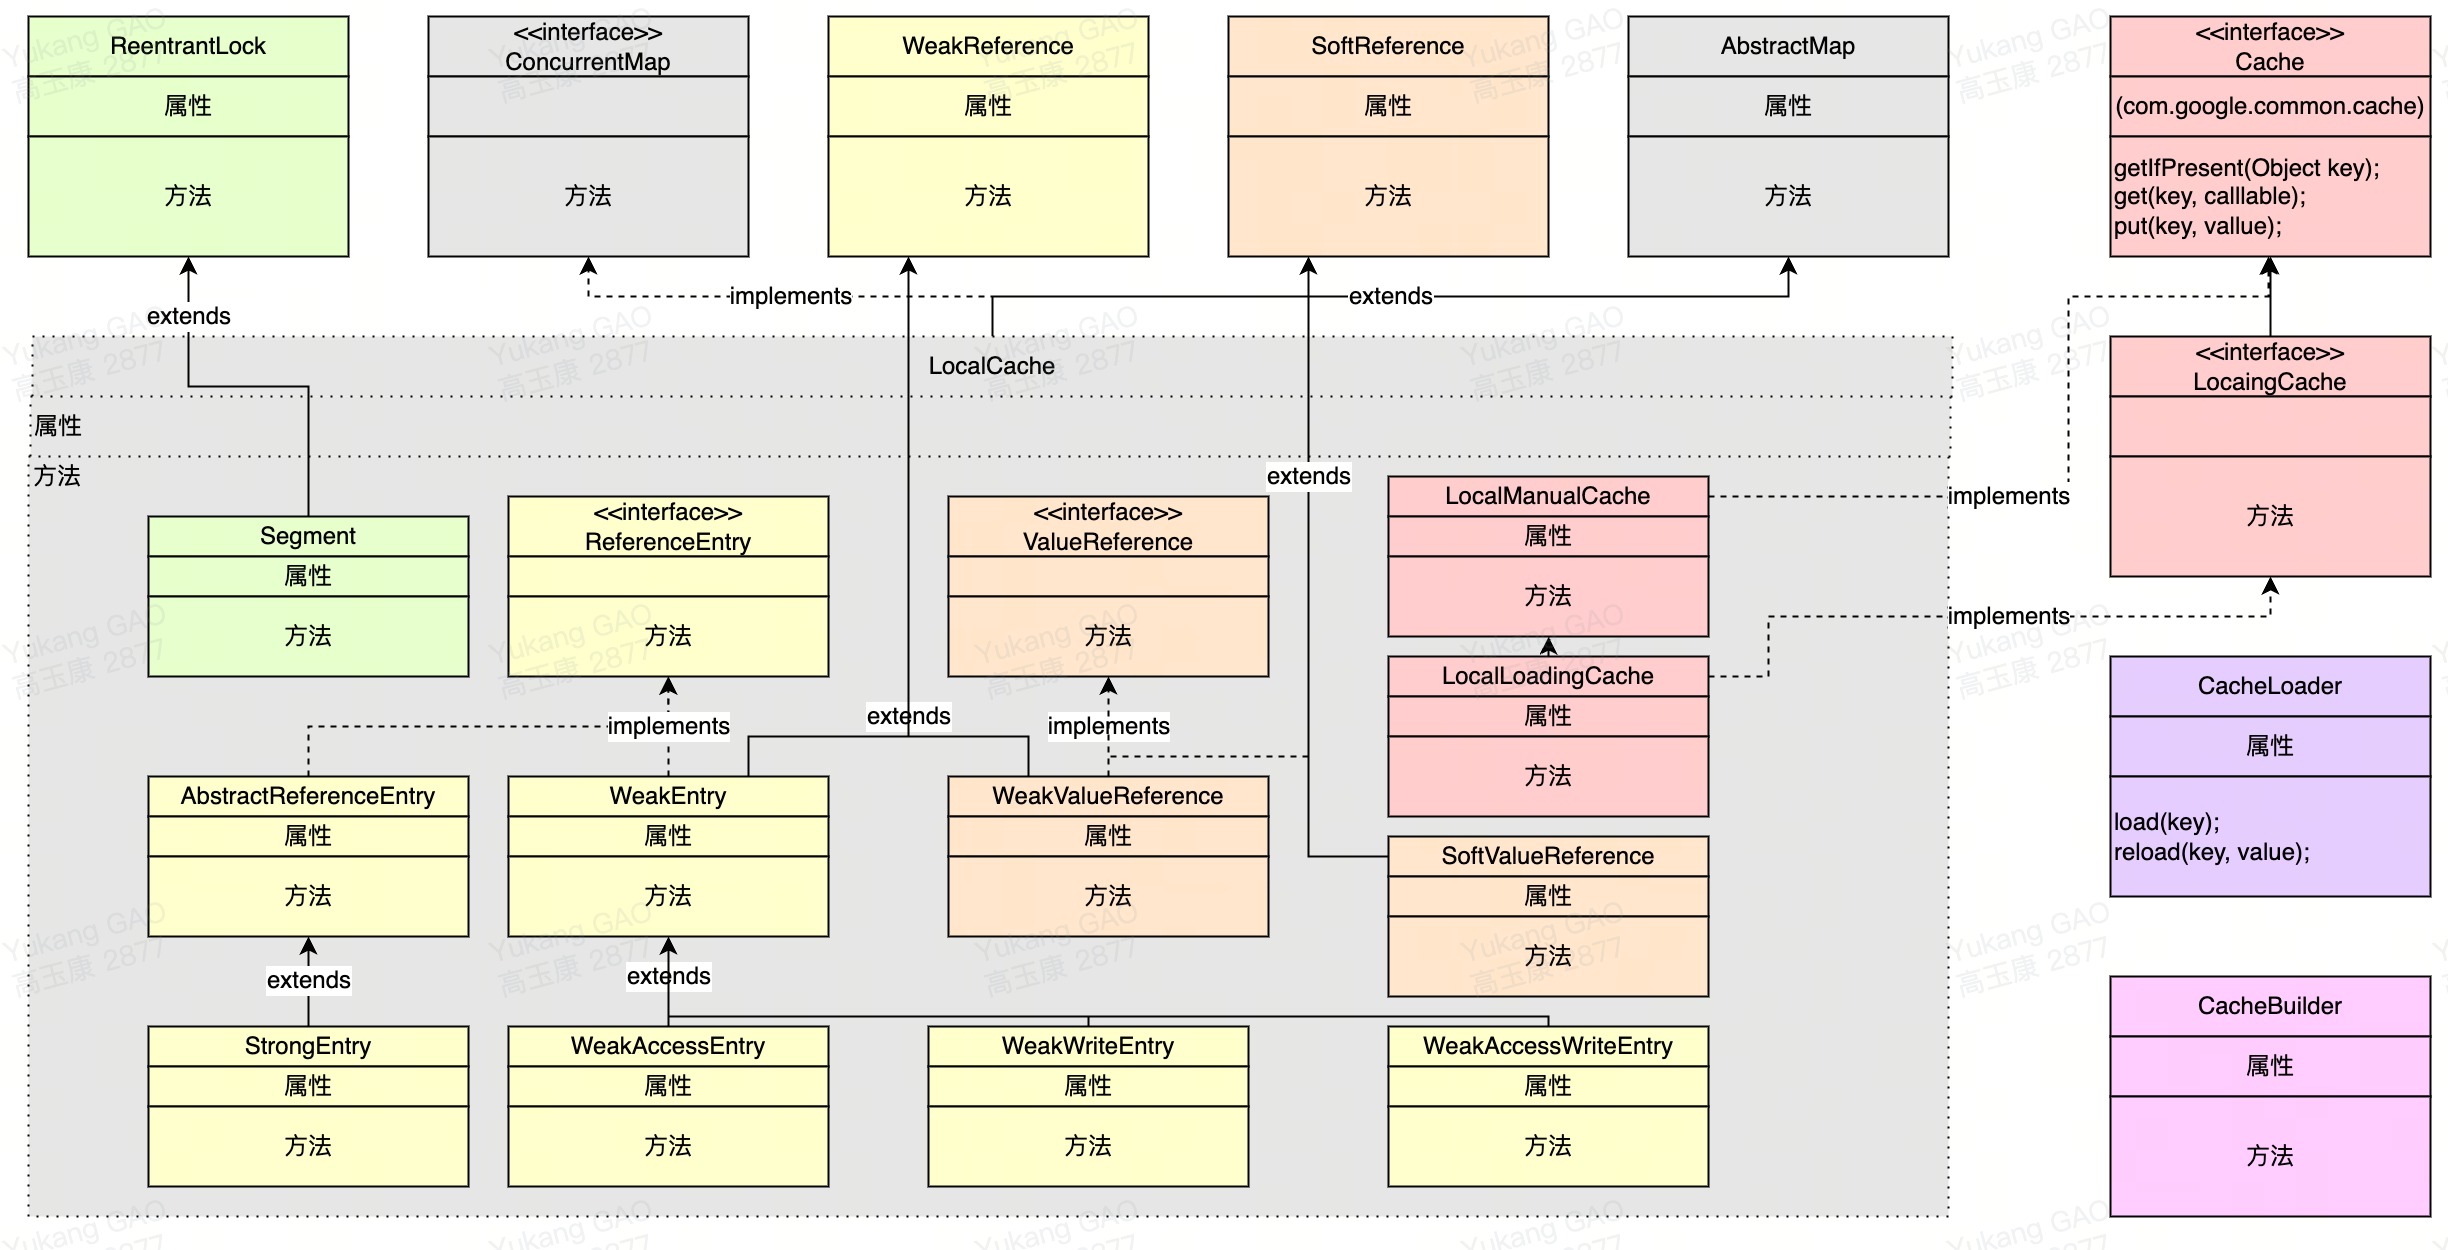 ReentrantLock
属性
方法
<<interface>>
ConcurrentMap
方法
WeakReference
属性
方法
SoftReference
属性
方法
AbstractMap
属性
方法
<<interface>>
Cache
(com.google.common.cache)
getIfPresent(Object key);
get(key, calllable);
put(key, vallue);
extends
implements
extends
LocalCache
属性
方法
extends
<<interface>>
LocaingCache
方法
Segment
属性
方法
<<interface>>
ReferenceEntry
方法
<<interface>>
ValueReference
方法
LocalManualCache
属性
方法
implements
LocalLoadingCache
属性
方法
implements
implements
extends
implements
AbstractReferenceEntry
属性
方法
WeakEntry
属性
方法
WeakValueReference
属性
方法
SoftValueReference
属性
方法
CacheLoader
属性
load(key);
reload(key, value);
extends
extends
StrongEntry
属性
方法
WeakAccessEntry
属性
方法
WeakWriteEntry
属性
方法
WeakAccessWriteEntry
属性
方法
CacheBuilder
属性
方法
Yukang GAO
高玉康 2877